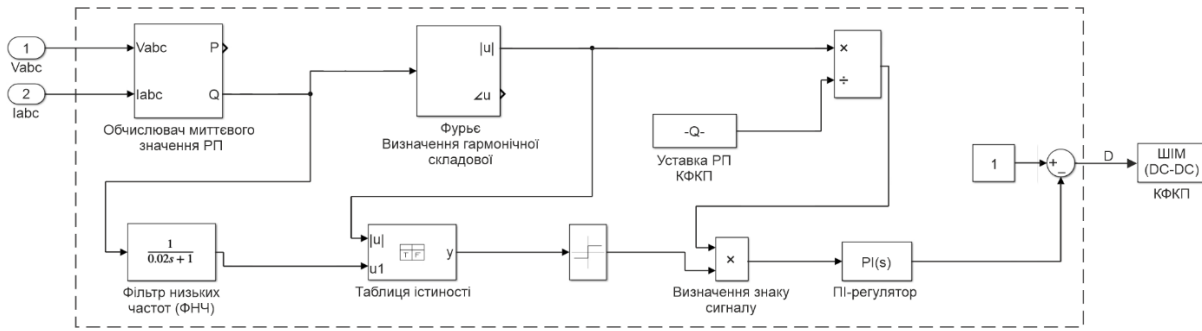 1
Vabc
2
Iabc
Vabc
Iabc
P
Q
Обчислювач миттєвого
значення РП
|u|
∠u
Фурьє
Визначення гармонічної
складової
×
÷
-Q-
Уставка РП
КФКП
1
+
−
D
ШІМ
(DC-DC)
КФКП
1
0.02s + 1
Фільтр низьких
частот (ФНЧ)
|u|
u1
T F
y
Таблиця істиності
×
Визначення знаку
сигналу
PI(s)
ПІ-регулятор